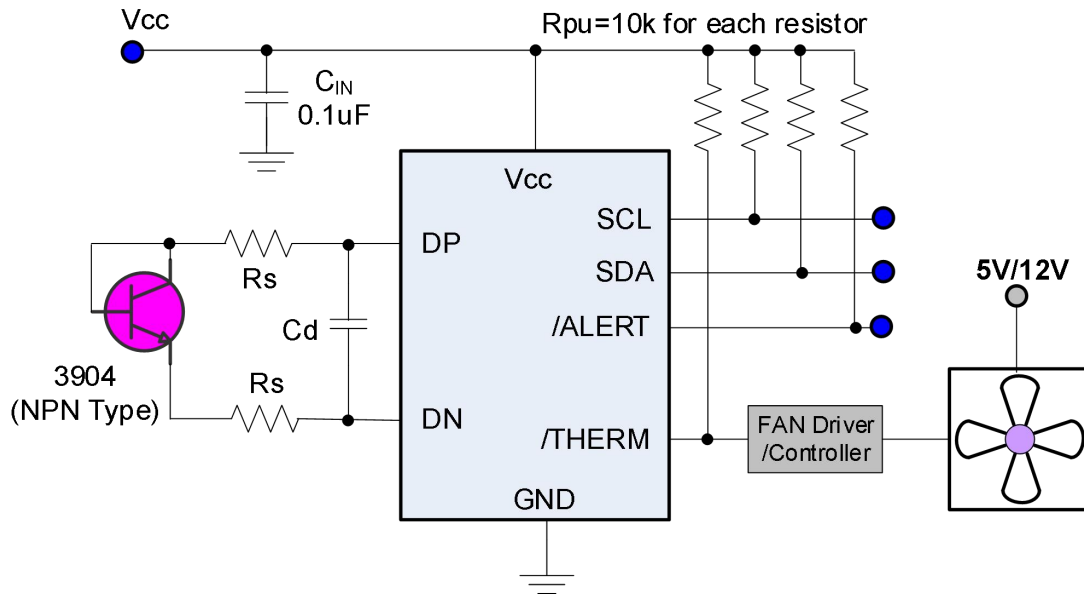 Vcc
Rpu=10k for each resistor
CIN
0.1uF
Vcc
SCL
DP
Rs
SDA
5V/12V
Cd
/ALERT
3904
(NPN Type)
Rs
DN
FAN Driver
/Controller
/THERM
GND